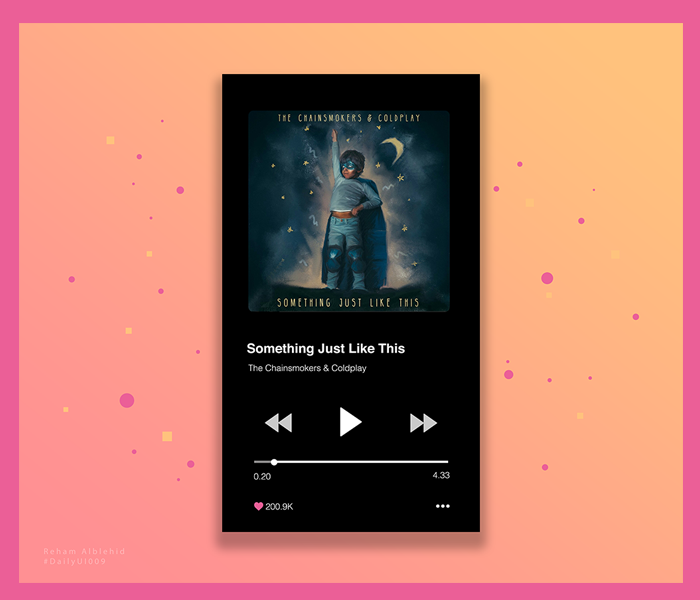 THE CHAINSMOKERS & COLDPLAY
SOMETHING JUST LIKE THIS
Something Just Like This
The Chainsmokers & Coldplay
0.20 4.33
200.9K
Reham Alblehid
#DailyUI009